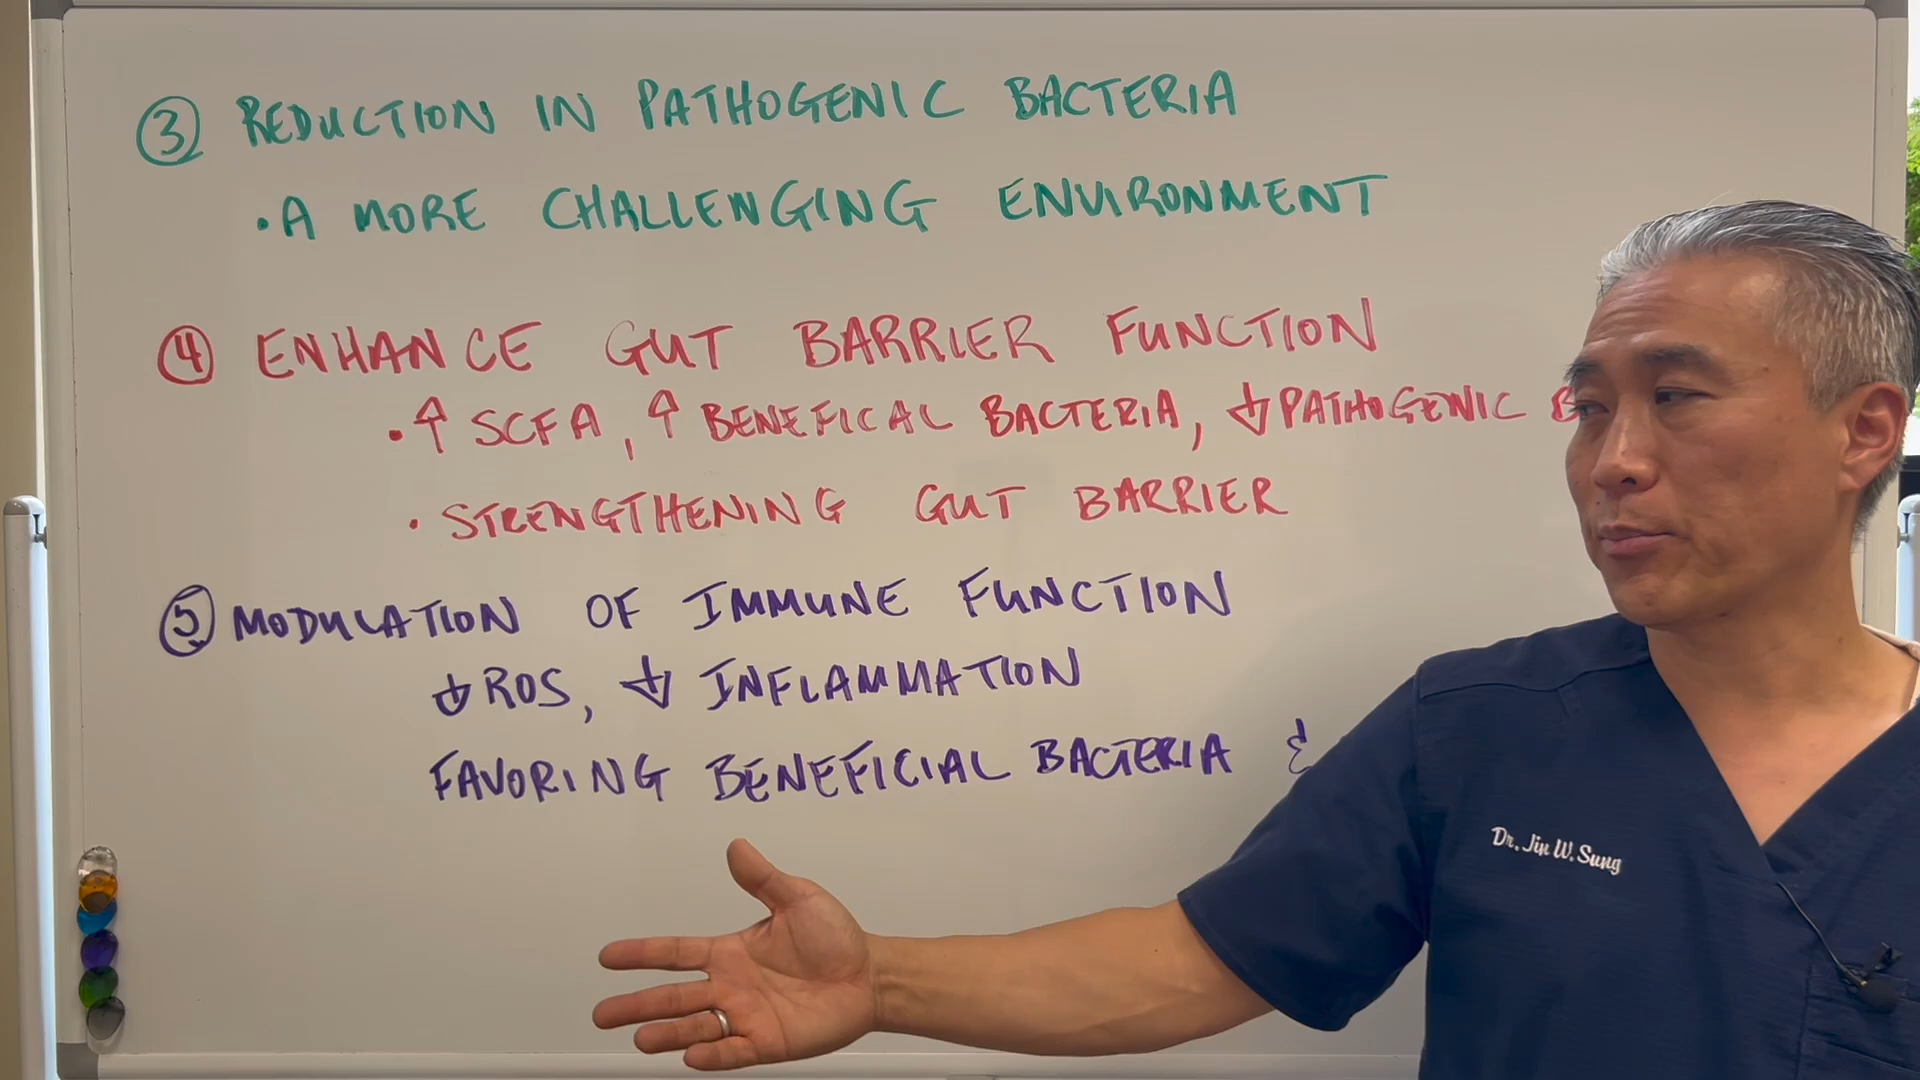 ③ REDUCTION IN PATHOGENIC BACTERIA
• A MORE CHALLENGING ENVIRONMENT
④ ENHANCE GUT BARRIER FUNCTION
• ↑ SCFA, ↑ BENEFICAL BACTERIA, ↓ PATHOGENIC B
• STRENGTHENING GUT BARRIER
⑤ MODULATION OF IMMUNE FUNCTION
↓ ROS, ↓ INFLAMMATION
FAVORING BENEFICIAL BACTERIA &
Dr. Jin W. Sung